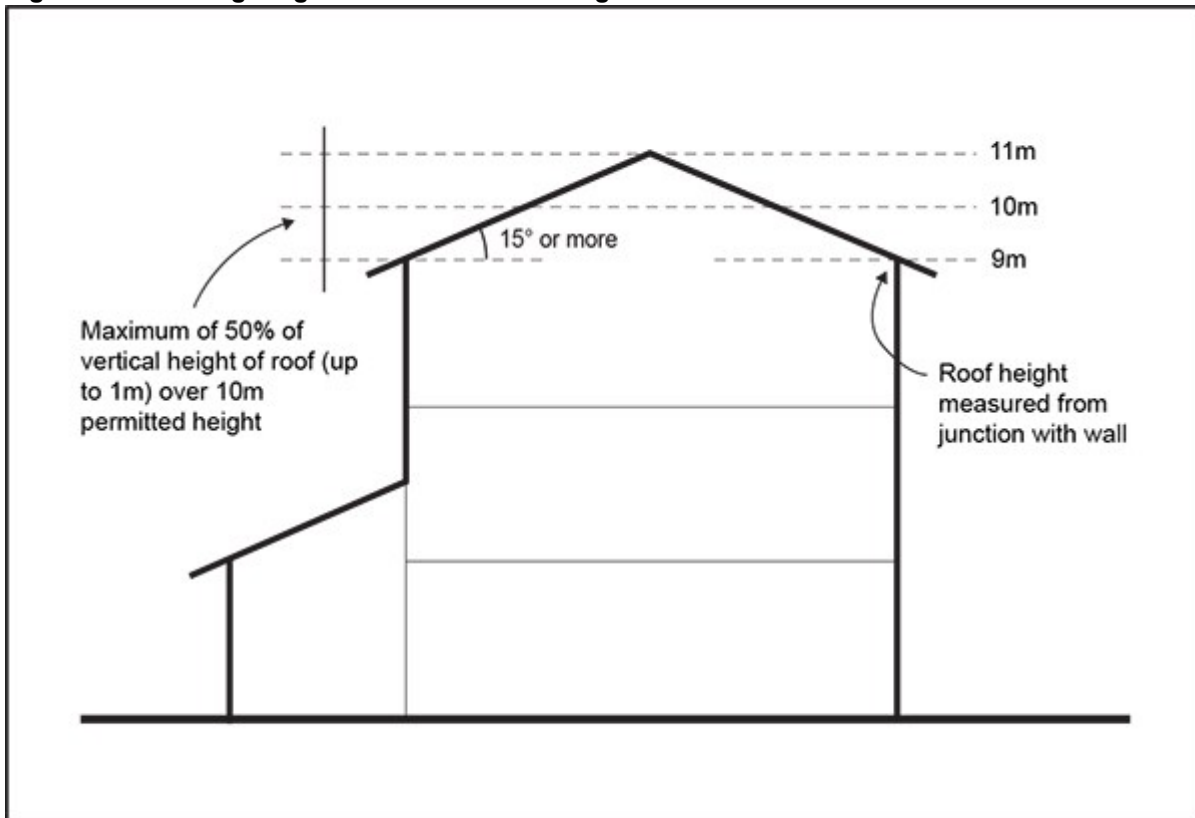 11m
10m
15° or more
9m
Maximum of 50% of
vertical height of roof (up
to 1m) over 10m
permitted height
Roof height
measured from
junction with wall